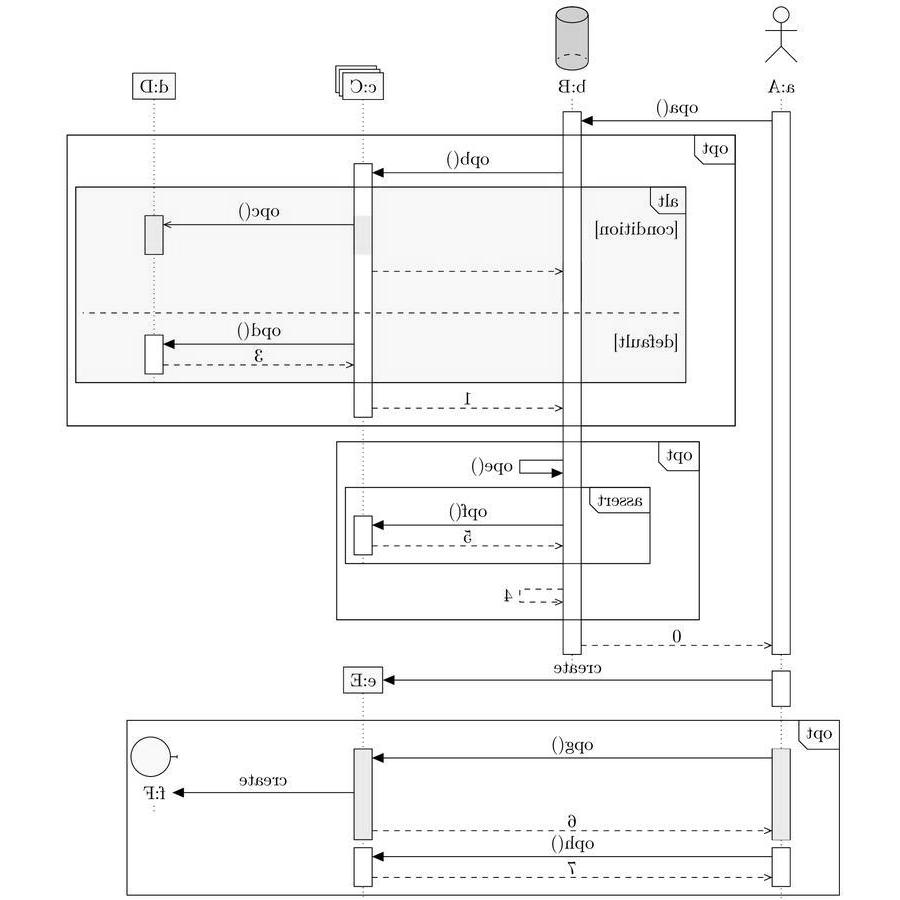 a:A
b:B
c:C
d:D
opa()
opt
opb()
alt
[condition]
opc()
[default]
opd()
3
1
opt
ope()
assert
opf()
5
4
0
create
e:E
opt
opg()
create
f:F
6
oph()
7